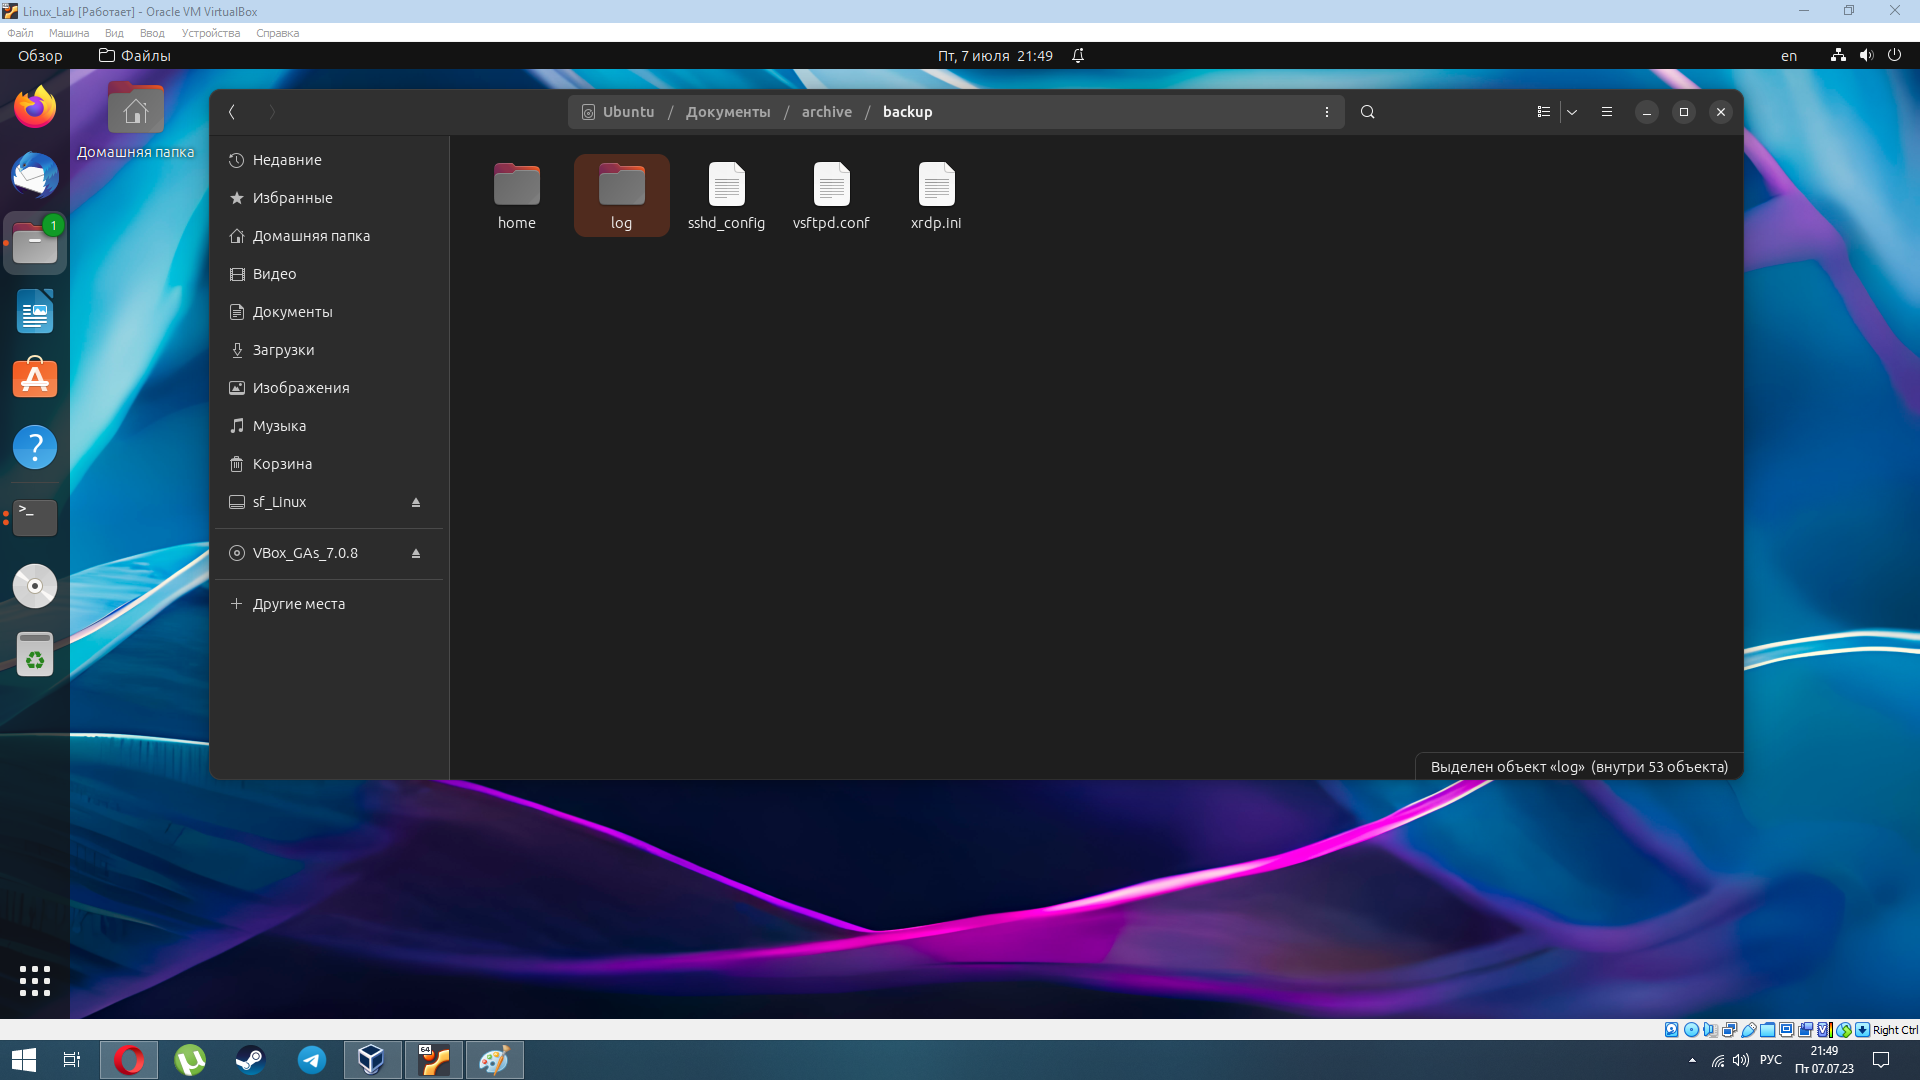 Linux_Lab [Работает] - Oracle VM VirtualBox
Файл Машина Вид Ввод Устройства Справка
Обзор Файлы Пт, 7 июля 21:49 en
Домашняя папка
Ubuntu / Документы / archive / backup
Недавние
Избранные
Домашняя папка
Видео
Документы
Загрузки
Изображения
Музыка
Корзина
sf_Linux
VBox_GAs_7.0.8
+ Другие места
home log sshd_config vsftpd.conf xrdp.ini
Выделен объект «log» (внутри 53 объекта)
1
?
>_
Right Ctrl
64
РУС
21:49
Пт 07.07.23